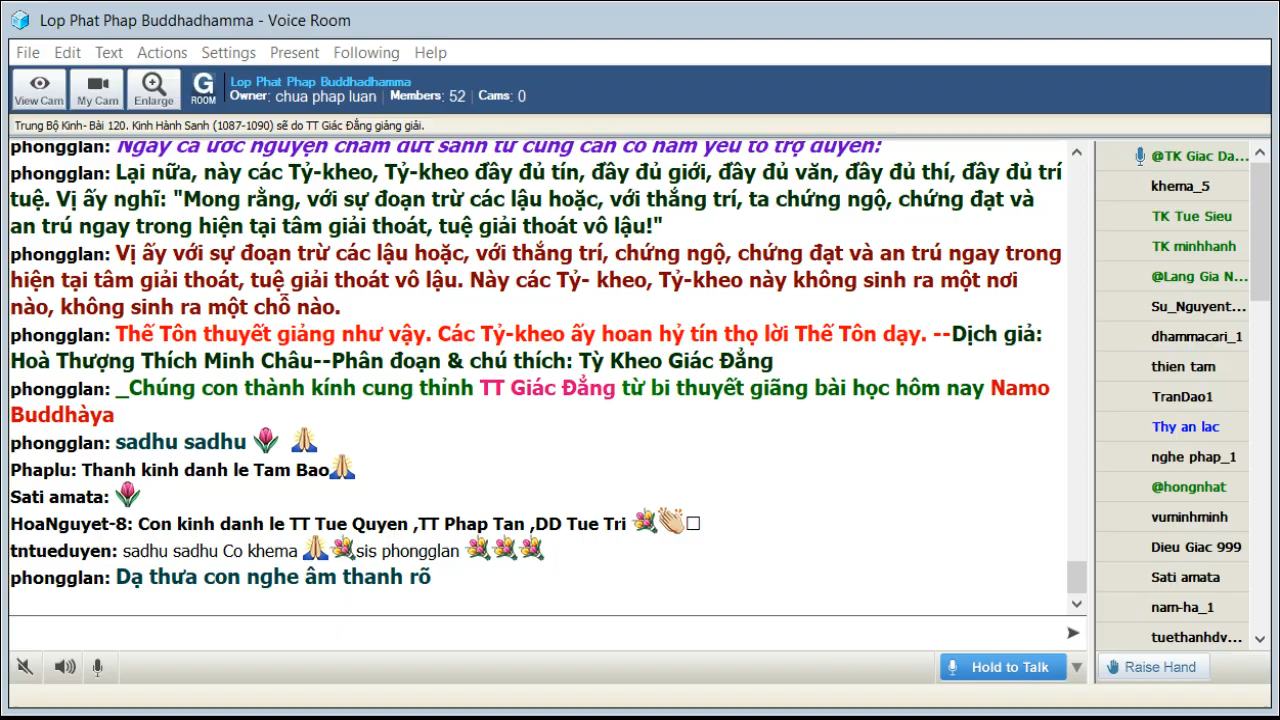 Lop Phat Phap Buddhadhamma - Voice Room
File Edit Text Actions Settings Present Following Help
View Cam My Cam Enlarge G ROOM
Lop Phat Phap Buddhadhamma
Owner: chua phap luan | Members: 52 | Cams: 0
Trung Bộ Kinh- Bài 120. Kinh Hành Sanh (1087-1090) sẽ do TT Giác Đẳng giảng giải.
phongglan: Ngay cả ước nguyện chấm dứt sanh tử cũng cần có năm yếu tố trợ duyên:
phongglan: Lại nữa, này các Tỷ-kheo, Tỷ-kheo đầy đủ tín, đầy đủ giới, đầy đủ văn, đầy đủ thí, đầy đủ trí
tuệ. Vị ấy nghĩ: "Mong rằng, với sự đoạn trừ các lậu hoặc, với thắng trí, ta chứng ngộ, chứng đạt và
an trú ngay trong hiện tại tâm giải thoát, tuệ giải thoát vô lậu!"
phongglan: Vị ấy với sự đoạn trừ các lậu hoặc, với thắng trí, chứng ngộ, chứng đạt và an trú ngay trong
hiện tại tâm giải thoát, tuệ giải thoát vô lậu. Này các Tỷ- kheo, Tỷ-kheo này không sinh ra một nơi
nào, không sinh ra một chỗ nào.
phongglan: Thế Tôn thuyết giảng như vậy. Các Tỷ-kheo ấy hoan hỷ tín thọ lời Thế Tôn dạy. --Dịch giả:
Hoà Thượng Thích Minh Châu--Phân đoạn & chú thích: Tỳ Kheo Giác Đẳng
phongglan: _Chúng con thành kính cung thỉnh TT Giác Đẳng từ bi thuyết giãng bài học hôm nay Namo
Buddhàya
phongglan: sadhu sadhu 🌷 🙏
Phaplu: Thanh kinh danh le Tam Bao🙏
Sati amata: 🌷
HoaNguyet-8: Con kinh danh le TT Tue Quyen ,TT Phap Tan ,DD Tue Tri 💐👏□
tntueduyen: sadhu sadhu Co khema 🙏💐sis phongglan 💐💐💐
phongglan: Dạ thưa con nghe âm thanh rõ
Hold to Talk
@TK Giac Da...
khema_5
TK Tue Sieu
TK minhhanh
@Lang Gia N...
Su_Nguyent...
dhammacari_1
thien tam
TranDao1
Thy an lac
nghe phap_1
@hongnhat
vuminhminh
Dieu Giac 999
Sati amata
nam-ha_1
tuethanhdv...
Raise Hand